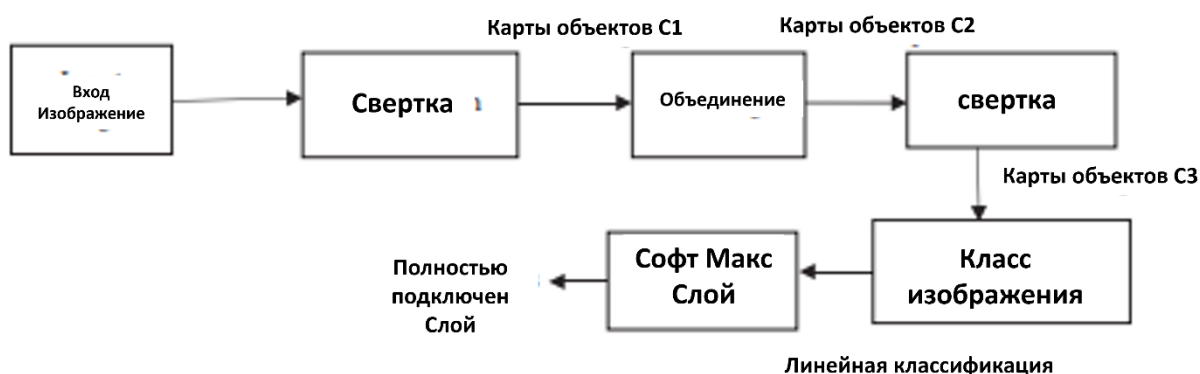 Карты объектов C1
Карты объектов C2
Вход
Изображение
Свертка
Объединение
свертка
Карты объектов C3
Класс
изображения
Софт Макс
Слой
Полностью
подключен
Слой
Линейная классификация